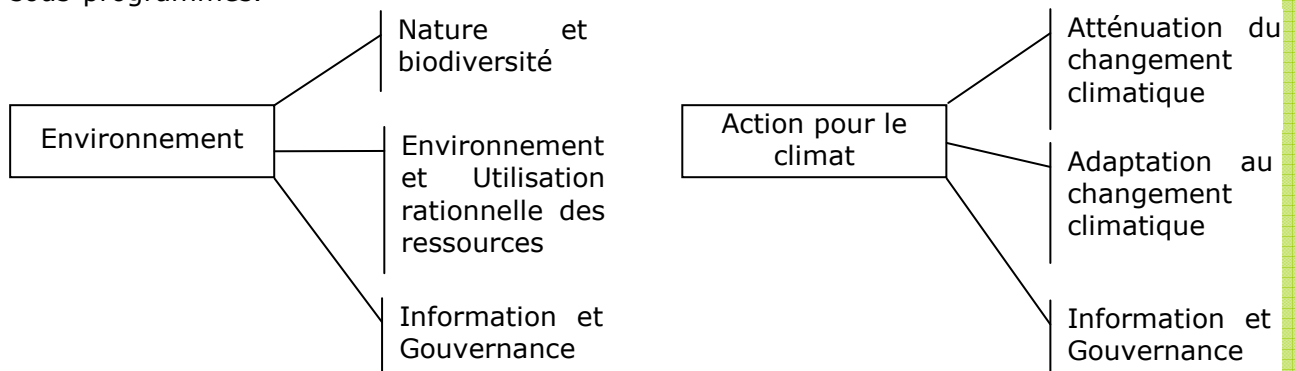 sous-programmes.
Environnement
Nature et
biodiversité
Environnement
et Utilisation
rationnelle des
ressources
Information et
Gouvernance
Action pour le
climat
Atténuation du
changement
climatique
Adaptation au
changement
climatique
Information et
Gouvernance